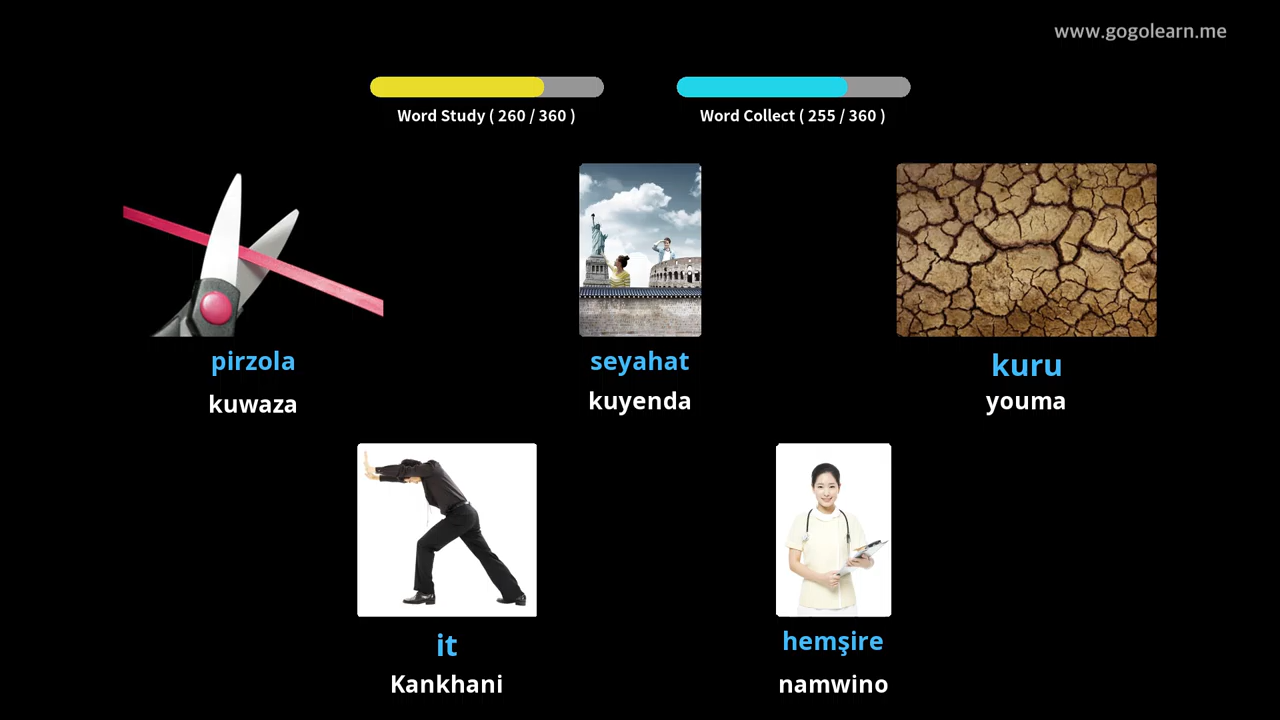 www.gogolearn.me
Word Study ( 260 / 360 )
Word Collect ( 255 / 360 )
pirzola
kuwaza
seyahat
kuyenda
kuru
youma
it
Kankhani
hemşire
namwino